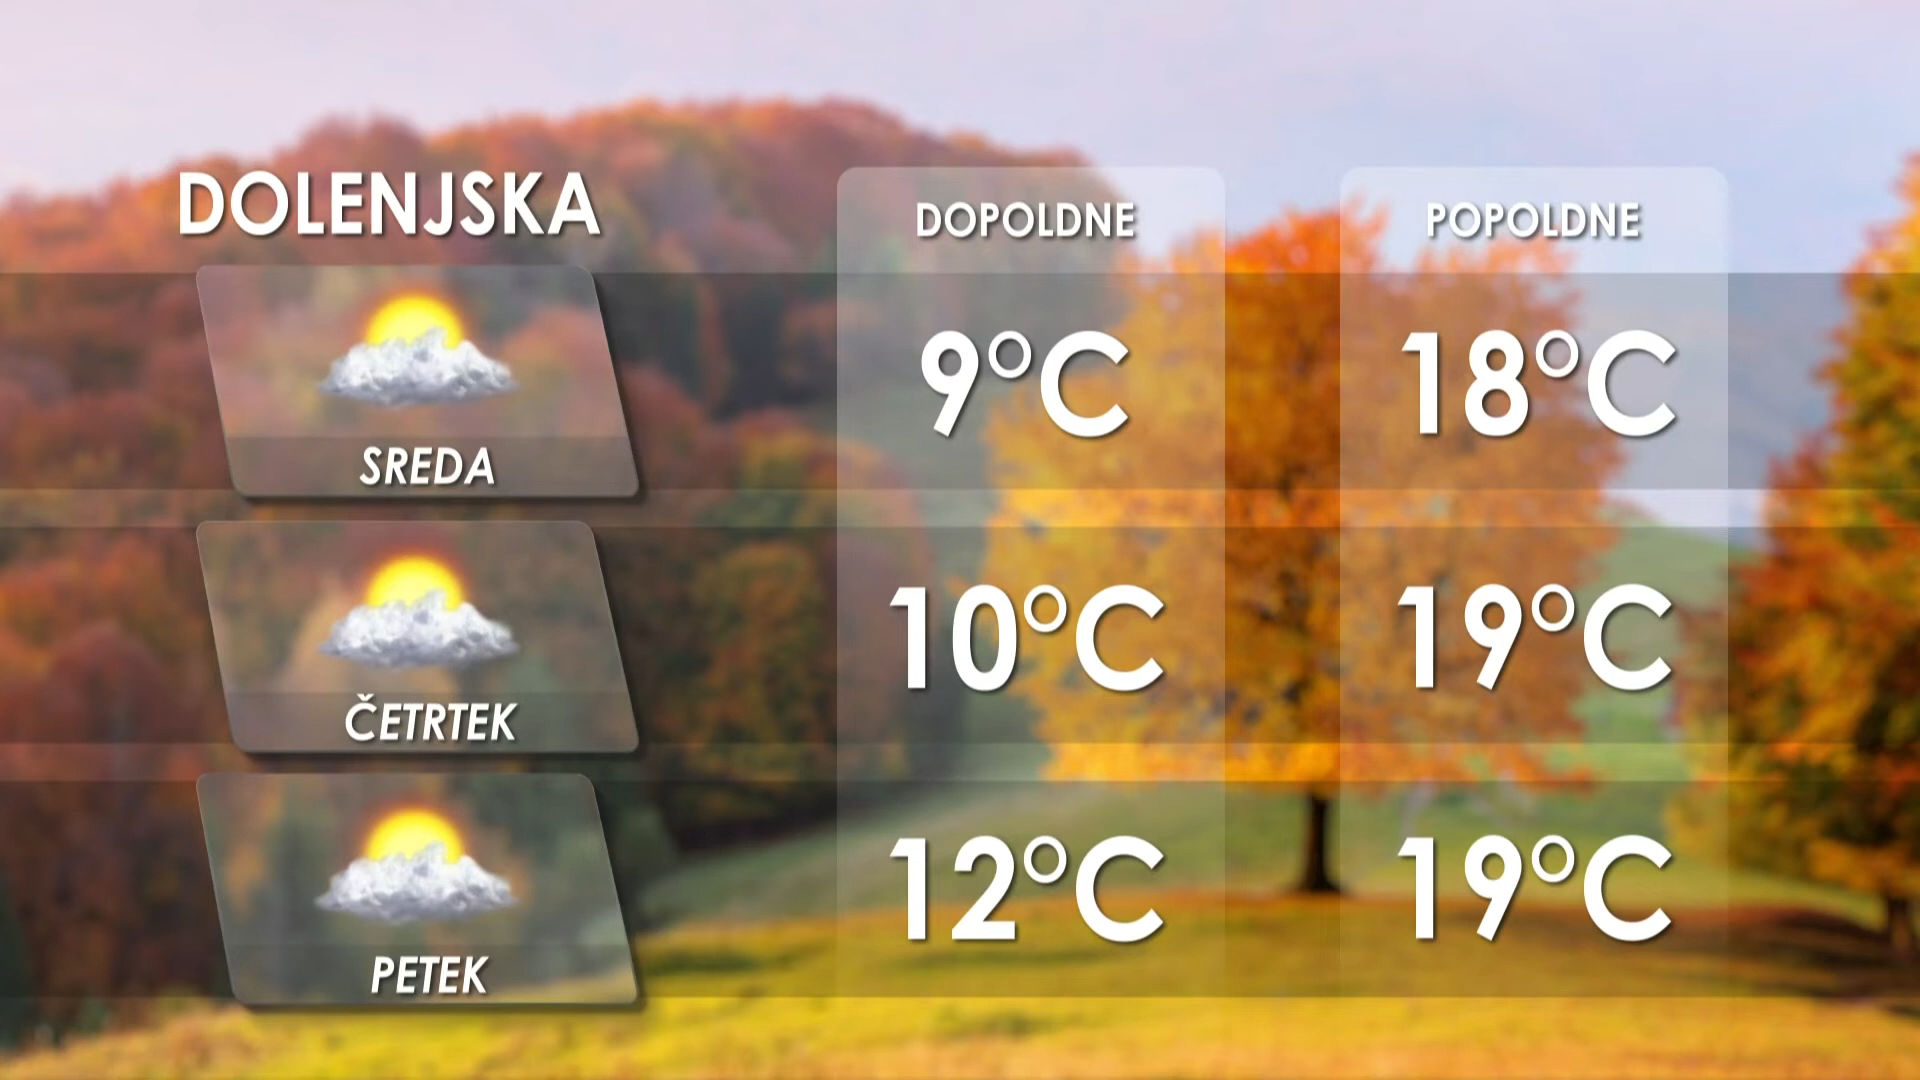 DOLENJSKA
DOPOLDNE POPOLDNE
9°C 18°C
SREDA
10°C 19°C
ČETRTEK
12°C 19°C
PETEK